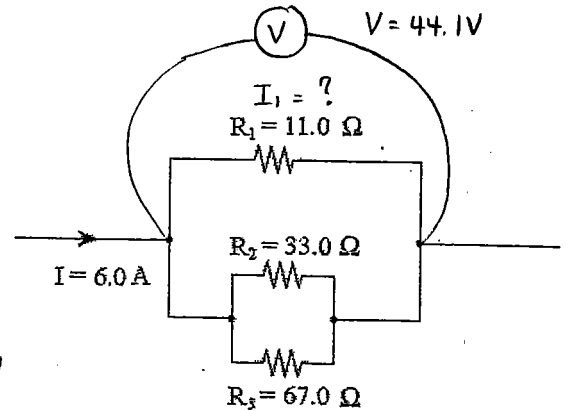 V
V = 44.1V
I₁ = ?
R₁ = 11.0 Ω
R₂ = 33.0 Ω
I = 6.0 A
R₃ = 67.0 Ω